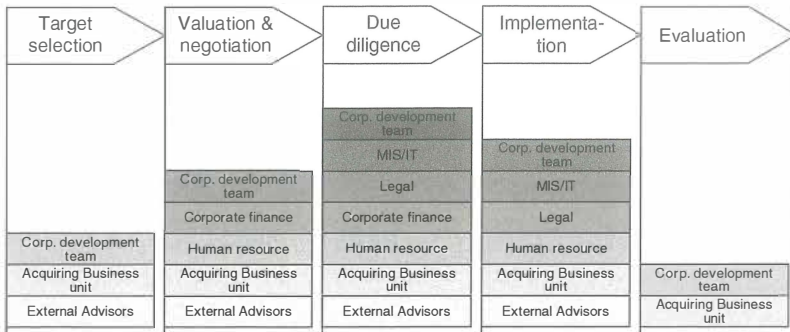 Target
selection
Valuation &
negotiation
Due
diligence
Implementa-
tion
Evaluation
Corp. development
team
Acquiring Business
unit
External Advisors
Corp. development
team
Corporate finance
Human resource
Acquiring Business
unit
External Advisors
Corp. development
team
MIS/IT
Legal
Corporate finance
Human resource
Acquiring Business
unit
External Advisors
Corp. development
team
MIS/IT
Legal
Human resource
Acquiring Business
unit
External Advisors
Corp. development
team
Acquiring Business
unit